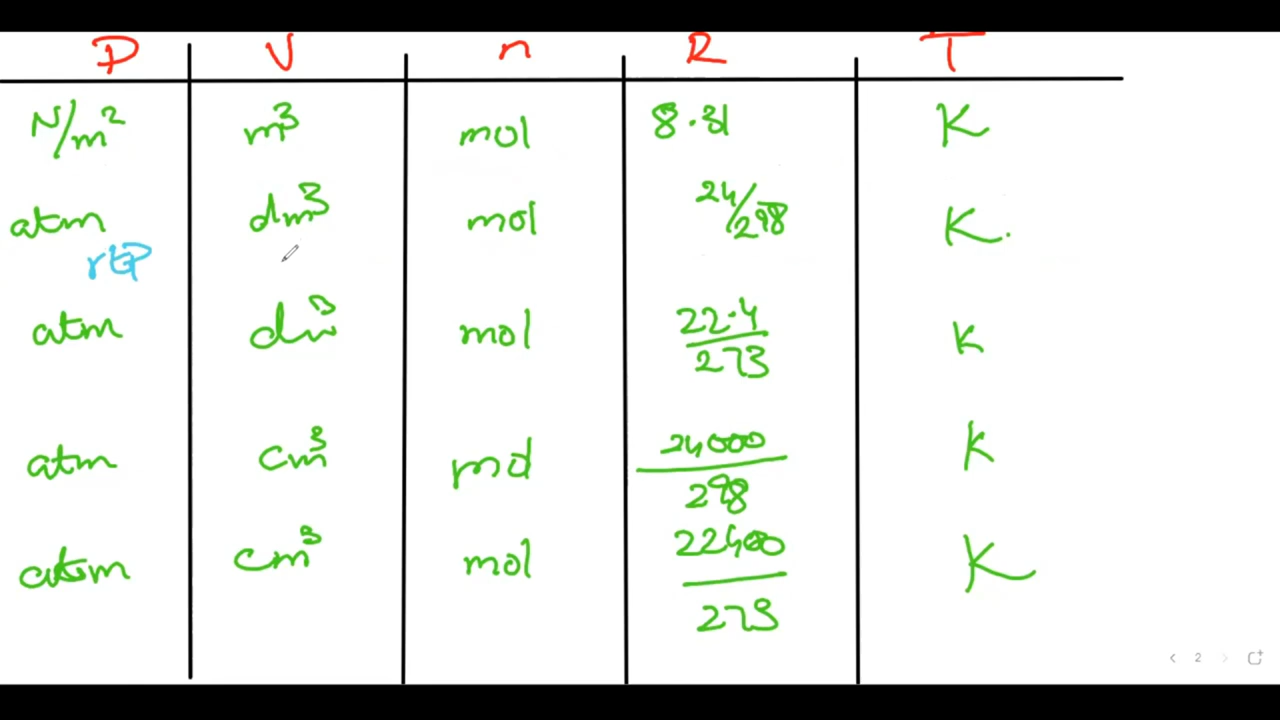 P V n R T
N/m² m³ mol 8.31 K
atm dm³ mol 24/298 K.
rtp
atm dm³ mol 22.4/273 K
atm cm³ mol 24000/298 K
atm cm³ mol 22400/273 K
2